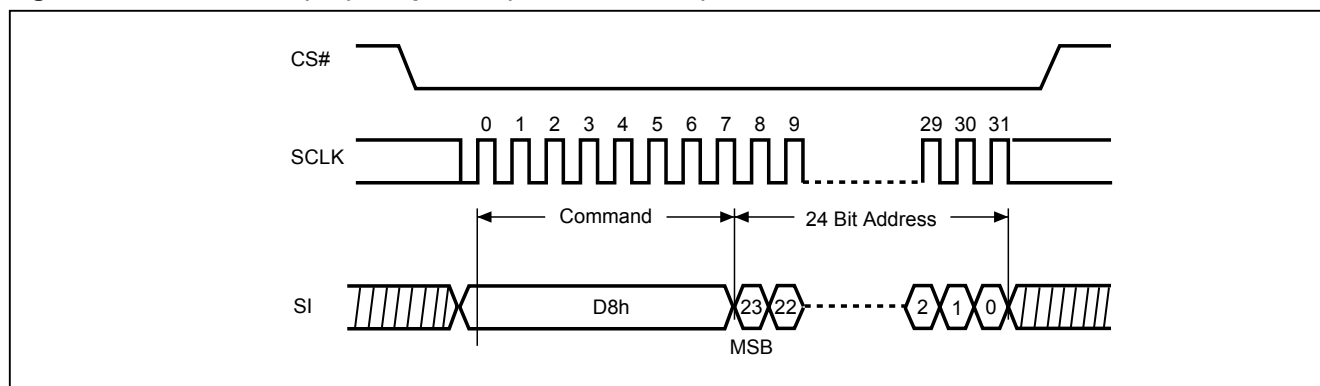 CS#
0 1 2 3 4 5 6 7 8 9 29 30 31
SCLK
Command 24 Bit Address
SI D8h 23 22 2 1 0
MSB